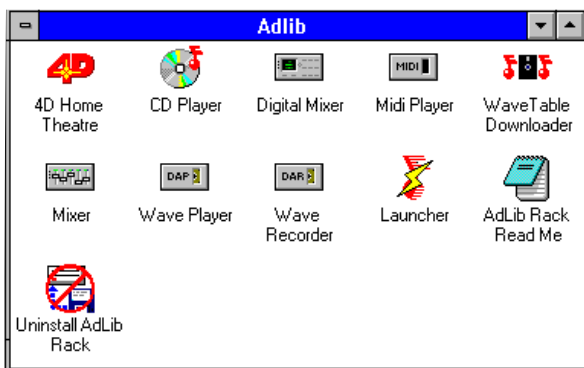 Adlib
4D
MIDI
4D Home
Theatre
CD Player
Digital Mixer
Midi Player
WaveTable
Downloader
DAP
DAR
Mixer
Wave Player
Wave
Recorder
Launcher
AdLib Rack
Read Me
Uninstall AdLib
Rack